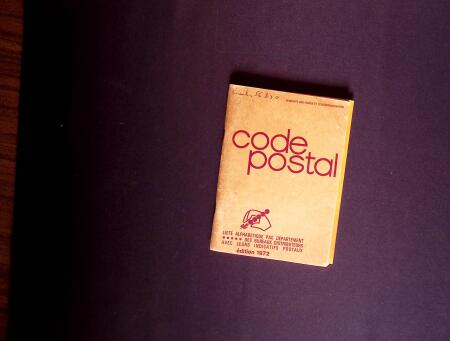 code
postal
LISTE ALPHABETIQUE PAR DEPARTEMENT
DES BUREAUX DISTRIBUTEURS
AVEC LEURS INDICATIFS POSTAUX
édition 1972